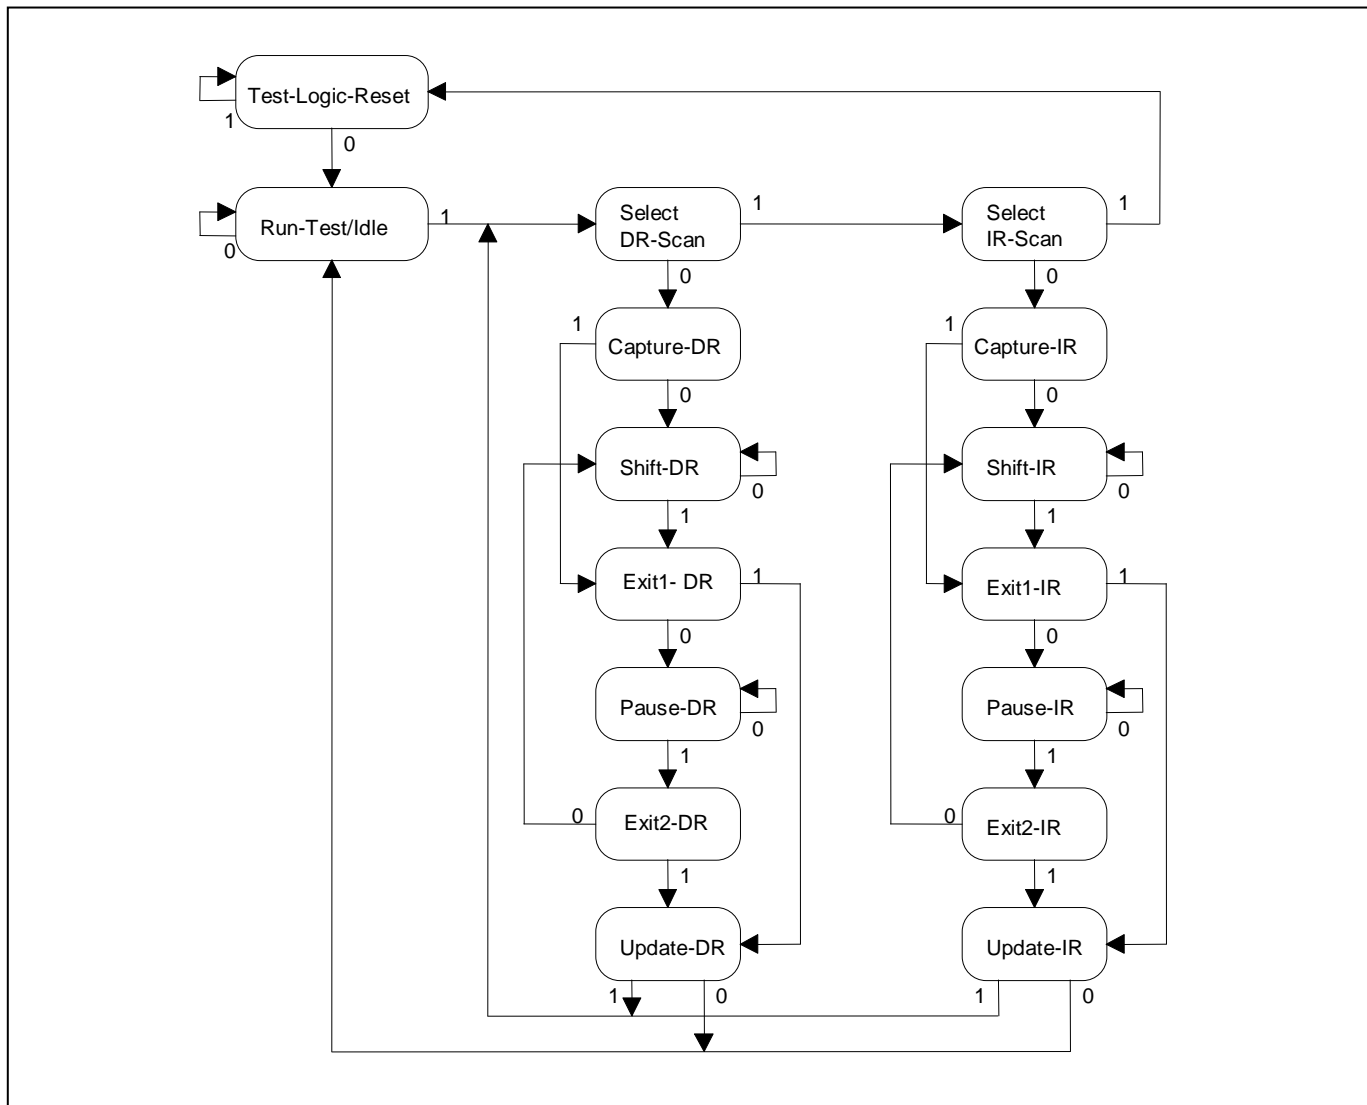 Test-Logic-Reset
1
0
Run-Test/Idle
0
1
Select
DR-Scan
1
0
Select
IR-Scan
1
0
1
Capture-DR
0
1
Capture-IR
0
Shift-DR
0
1
Shift-IR
0
1
Exit1- DR
1
0
Exit1-IR
1
0
Pause-DR
0
1
Pause-IR
0
1
0
Exit2-DR
1
0
Exit2-IR
1
Update-DR
1
0
Update-IR
1
0